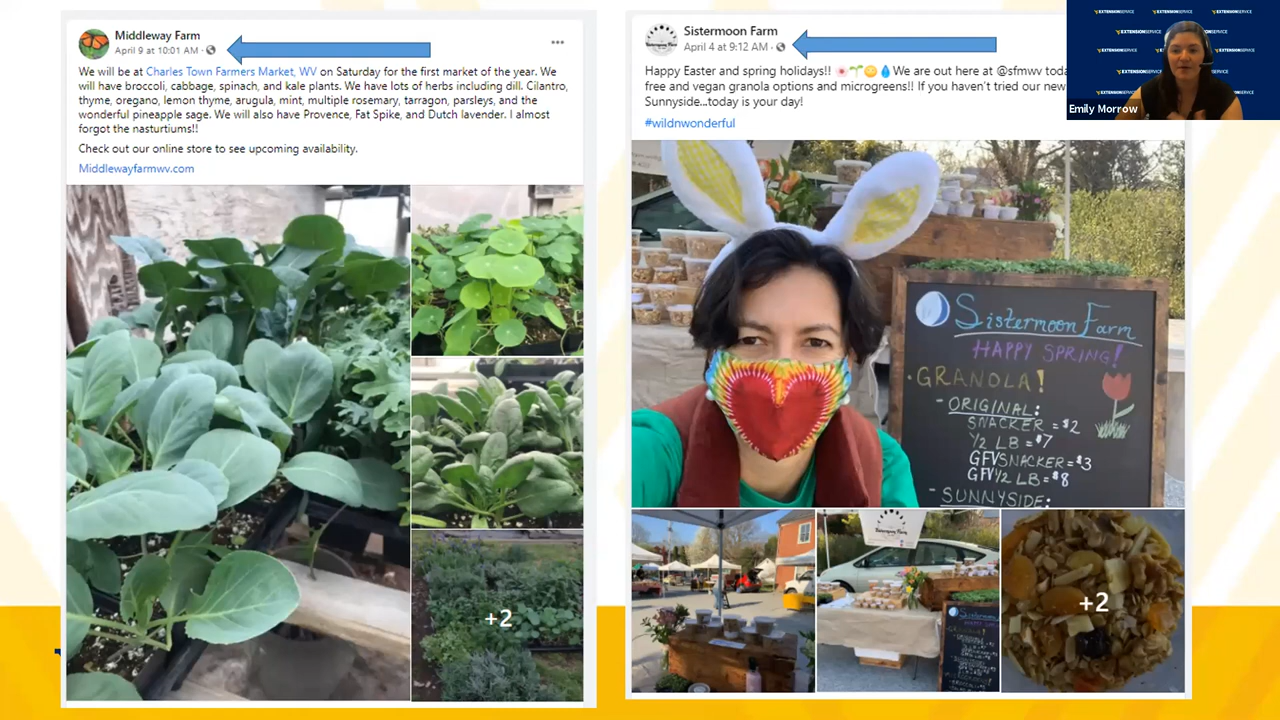 Middleway Farm
April 9 at 10:01 AM ·
We will be at Charles Town Farmers Market, WV on Saturday for the first market of the year. We
will have broccoli, cabbage, spinach, and kale plants. We have lots of herbs including dill. Cilantro,
thyme, oregano, lemon thyme, arugula, mint, multiple rosemary, tarragon, parsleys, and the
wonderful pineapple sage. We will also have Provence, Fat Spike, and Dutch lavender. I almost
forgot the nasturtiums!!
Check out our online store to see upcoming availability.
Middlewayfarmwv.com
+2
Sistermoon Farm
April 4 at 9:12 AM ·
Happy Easter and spring holidays!! 🌸🌱😊💧We are out here at @sfmwv toda
free and vegan granola options and microgreens!! If you haven't tried our new
Sunnyside...today is your day!
#wildnwonderful
Sistermoon Farm
HAPPY SPRING!
·GRANOLA!
- ORIGINAL:
SNACKER = $2
1/2 LB = $7
GFV SNACKER = $3
GFV 1/2 LB = $8
- SUNNYSIDE:
Sistermoon Farm
+2
EXTENSIONSERVICE
EXTENSIONSERVICE
EXTENSIONSERVICE
Emily Morrow